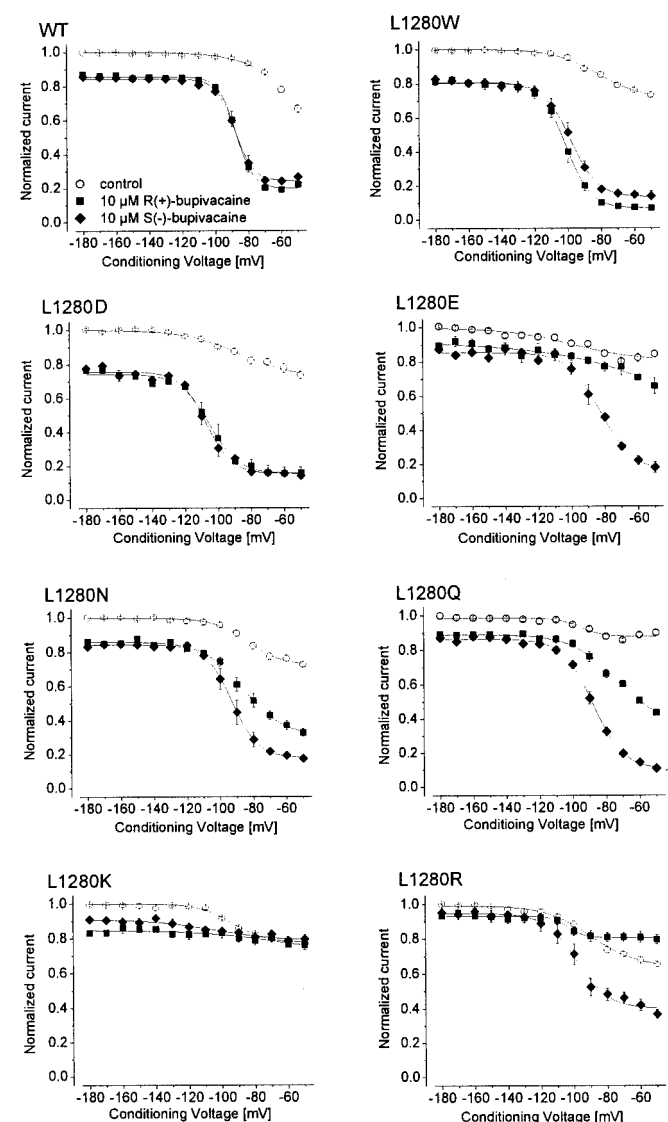 WT
Normalized current
1.0
0.8
0.6
0.4
0.2
0.0
control
10 µM R(+)-bupivacaine
10 µM S(-)-bupivacaine
-180 -160 -140 -120 -100 -80 -60
Conditioning Voltage [mV]
L1280W
Normalized current
1.0
0.8
0.6
0.4
0.2
0.0
-180 -160 -140 -120 -100 -80 -60
Conditioning Voltage [mV]
L1280D
Normalized current
1.0
0.8
0.6
0.4
0.2
0.0
-180 -160 -140 -120 -100 -80 -60
Conditioning Voltage [mV]
L1280E
Normalized current
1.0
0.8
0.6
0.4
0.2
0.0
-180 -160 -140 -120 -100 -80 -60
Conditioning Voltage [mV]
L1280N
Normalized current
1.0
0.8
0.6
0.4
0.2
0.0
-180 -160 -140 -120 -100 -80 -60
Conditioning Voltage [mV]
L1280Q
Normalized current
1.0
0.8
0.6
0.4
0.2
0.0
-180 -160 -140 -120 -100 -80 -60
Conditioing Voltage [mV]
L1280K
Normalized current
1.0
0.8
0.6
0.4
0.2
0.0
-180 -160 -140 -120 -100 -80 -60
Conditioning Voltage [mV]
L1280R
Normalized current
1.0
0.8
0.6
0.4
0.2
0.0
-180 -160 -140 -120 -100 -80 -60
Conditioning Voltage [mV]